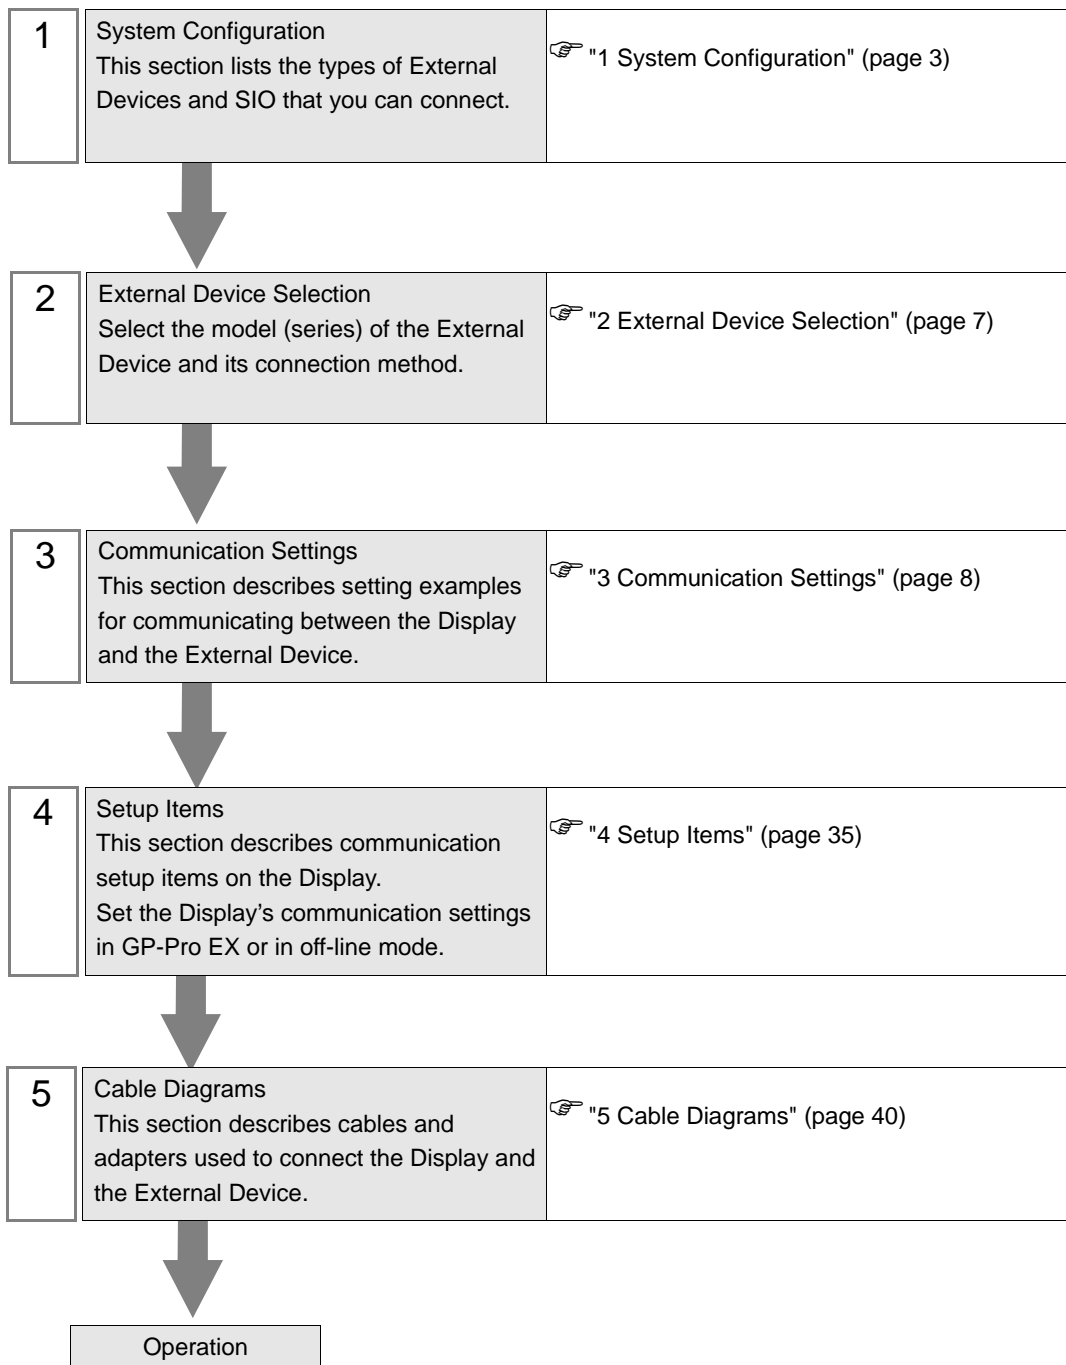 1
System Configuration
This section lists the types of External
Devices and SIO that you can connect.
"1 System Configuration" (page 3)
2
External Device Selection
Select the model (series) of the External
Device and its connection method.
"2 External Device Selection" (page 7)
3
Communication Settings
This section describes setting examples
for communicating between the Display
and the External Device.
"3 Communication Settings" (page 8)
4
Setup Items
This section describes communication
setup items on the Display.
Set the Display's communication settings
in GP-Pro EX or in off-line mode.
"4 Setup Items" (page 35)
5
Cable Diagrams
This section describes cables and
adapters used to connect the Display and
the External Device.
"5 Cable Diagrams" (page 40)
Operation